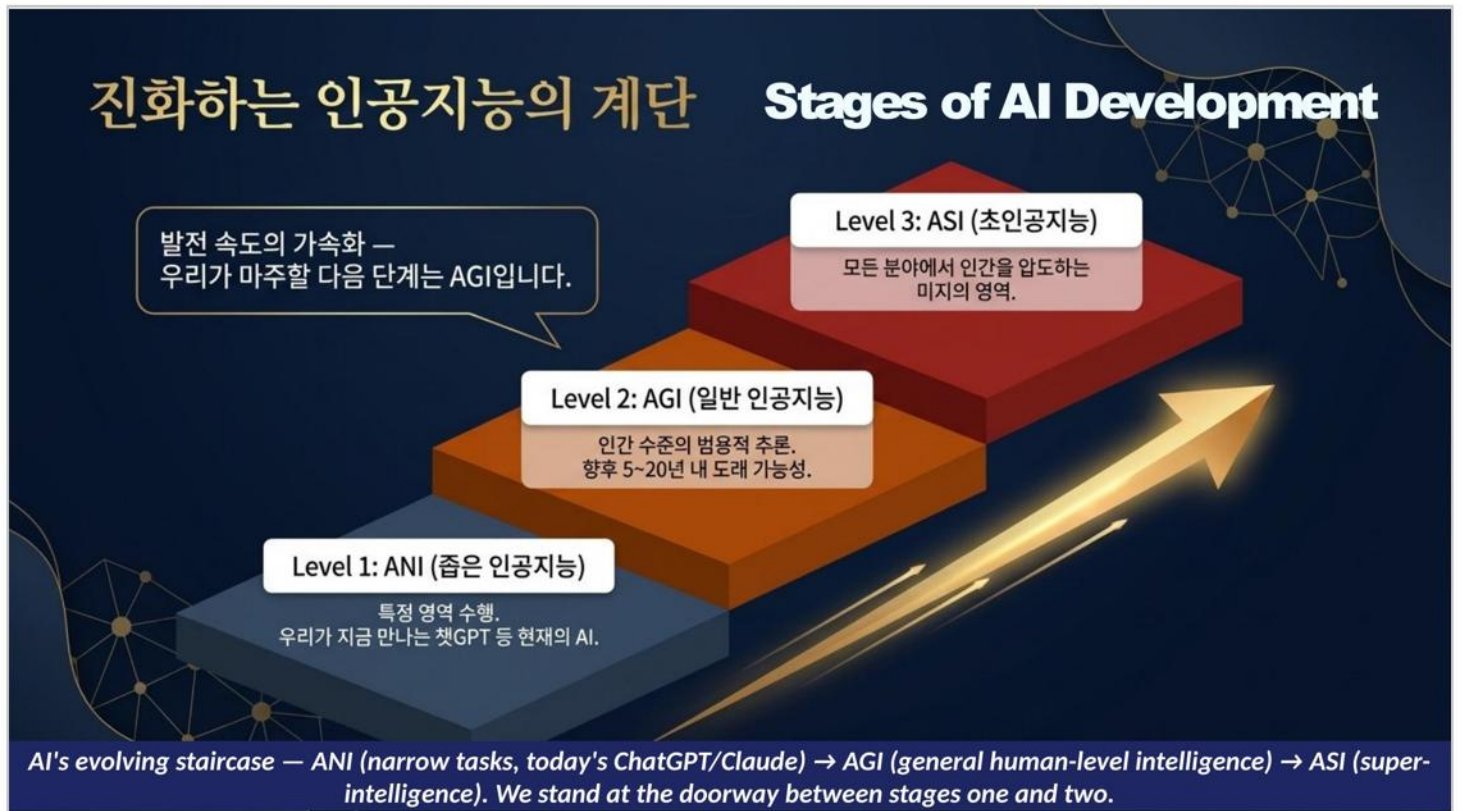 진화하는 인공지능의 계단
Stages of AI Development
발전 속도의 가속화 —
우리가 마주할 다음 단계는 AGI입니다.
Level 3: ASI (초인공지능)
모든 분야에서 인간을 압도하는
미지의 영역.
Level 2: AGI (일반 인공지능)
인간 수준의 범용적 추론.
향후 5~20년 내 도래 가능성.
Level 1: ANI (좁은 인공지능)
특정 영역 수행.
우리가 지금 만나는 챗GPT 등 현재의 AI.
AI's evolving staircase — ANI (narrow tasks, today's ChatGPT/Claude) → AGI (general human-level intelligence) → ASI (super-
intelligence). We stand at the doorway between stages one and two.